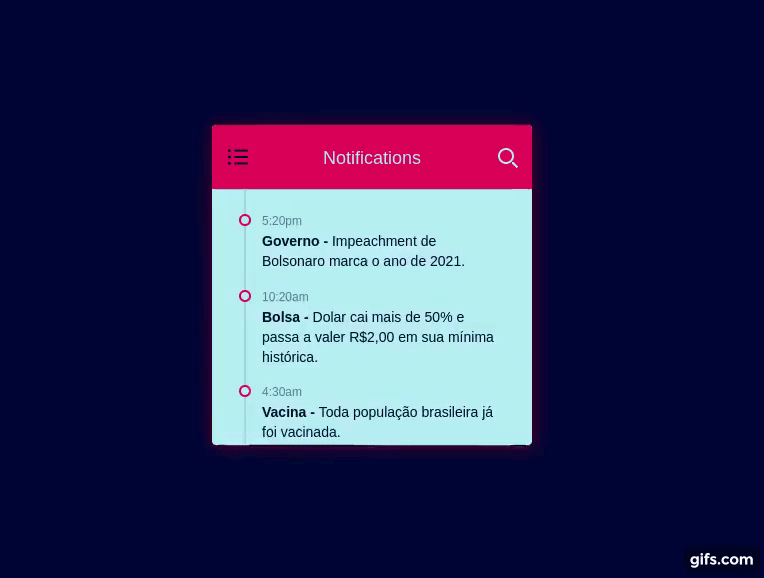 Notifications
5:20pm
Governo - Impeachment de
Bolsonaro marca o ano de 2021.
10:20am
Bolsa - Dolar cai mais de 50% e
passa a valer R$2,00 em sua mínima
histórica.
4:30am
Vacina - Toda população brasileira já
foi vacinada.
gifs.com